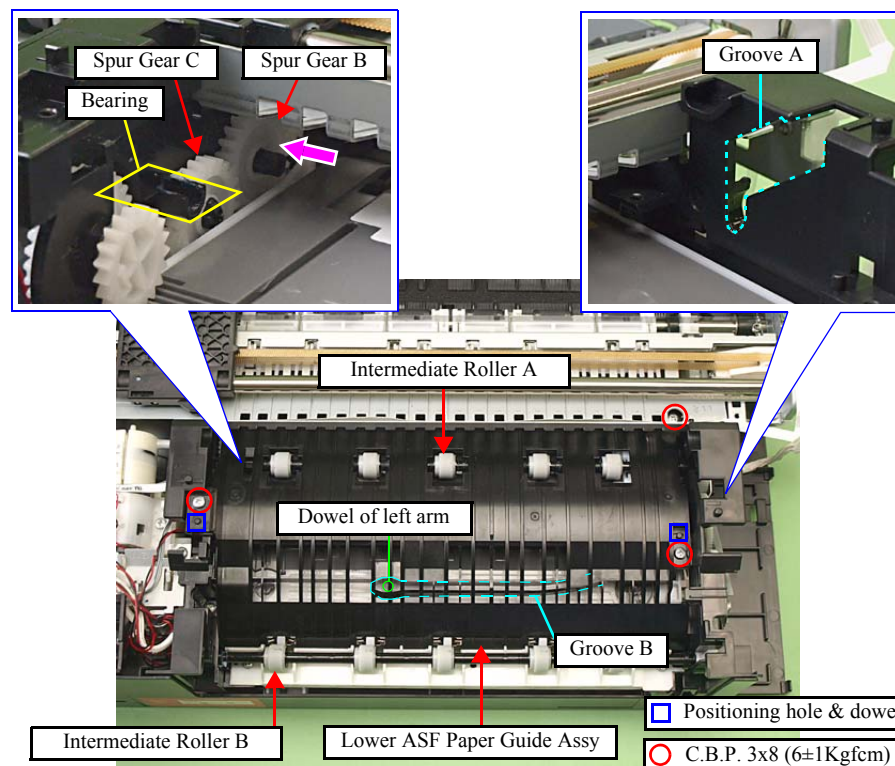 Spur Gear C
Spur Gear B
Bearing
Groove A
Intermediate Roller A
Dowel of left arm
Groove B
Intermediate Roller B
Lower ASF Paper Guide Assy
Positioning hole & dowe
C.B.P. 3x8 (6±1Kgfcm)